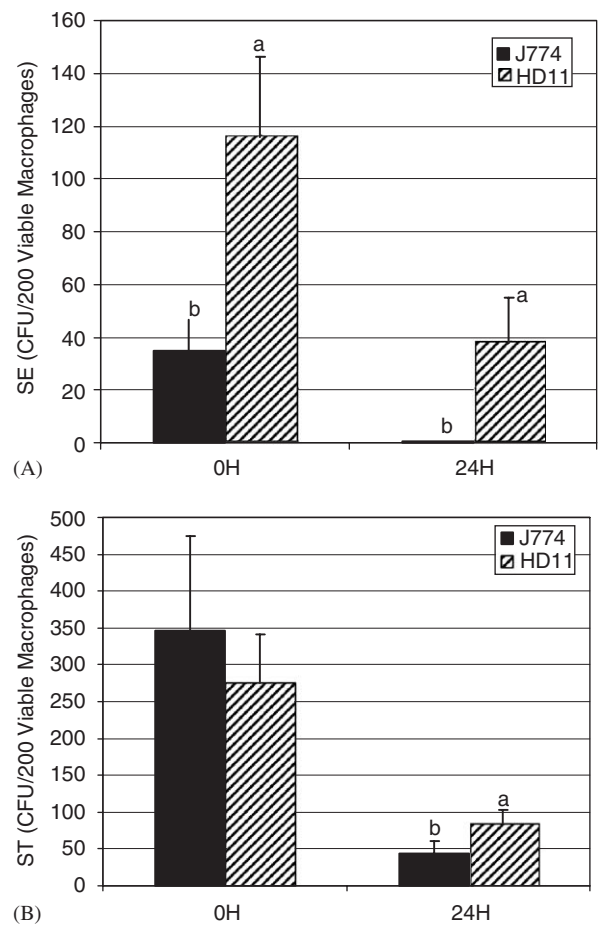 160
140
120
100
80
60
40
20
0
SE (CFU/200 Viable Macrophages)
J774
HD11
b
a
b
a
0H
24H
(A)
500
450
400
350
300
250
200
150
100
50
0
ST (CFU/200 Viable Macrophages)
J774
HD11
b
a
0H
24H
(B)